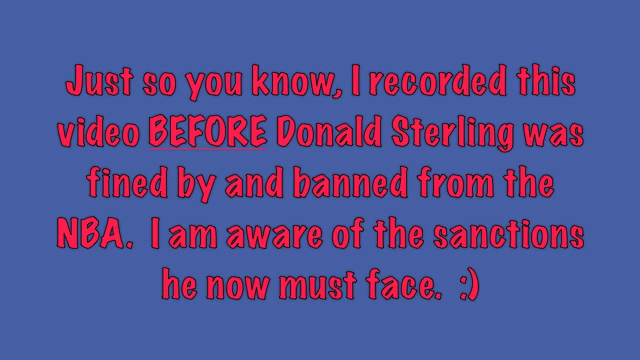 Just so you know, I recorded this
video BEFORE Donald Sterling was
fined by and banned from the
NBA.  I am aware of the sanctions
he now must face.  :)